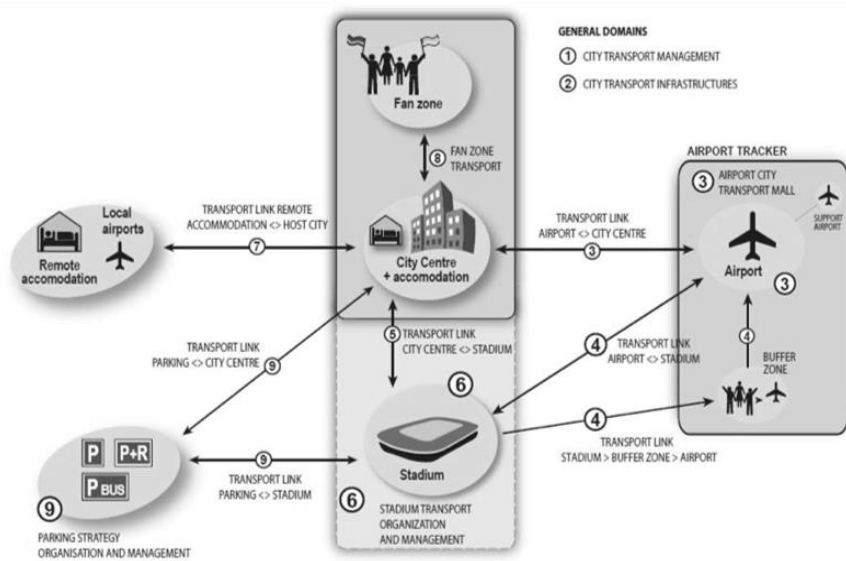 GENERAL DOMAINS
① CITY TRANSPORT MANAGEMENT
② CITY TRANSPORT INFRASTRUCTURES
Fan zone
⑧ FAN ZONE
TRANSPORT
AIRPORT TRACKER
③ AIRPORT CITY
TRANSPORT MALL
SUPPORT
AIRPORT
Airport
③
Local
airports
Remote
accomodation
TRANSPORT LINK REMOTE
ACCOMMODATION <> HOST CITY
⑦
City Centre
+ accomodation
TRANSPORT LINK
AIRPORT <> CITY CENTRE
③
TRANSPORT LINK
PARKING <> CITY CENTRE
⑨
⑤ TRANSPORT LINK
CITY CENTRE <> STADIUM
④
TRANSPORT LINK
AIRPORT <> STADIUM
④
BUFFER
ZONE
⑥
Stadium
④
TRANSPORT LINK
STADIUM > BUFFER ZONE > AIRPORT
P P+R
P BUS
⑨
TRANSPORT LINK
PARKING <> STADIUM
⑨
PARKING STRATEGY
ORGANISATION AND MANAGEMENT
⑥
STADIUM TRANSPORT
ORGANIZATION
AND MANAGEMENT